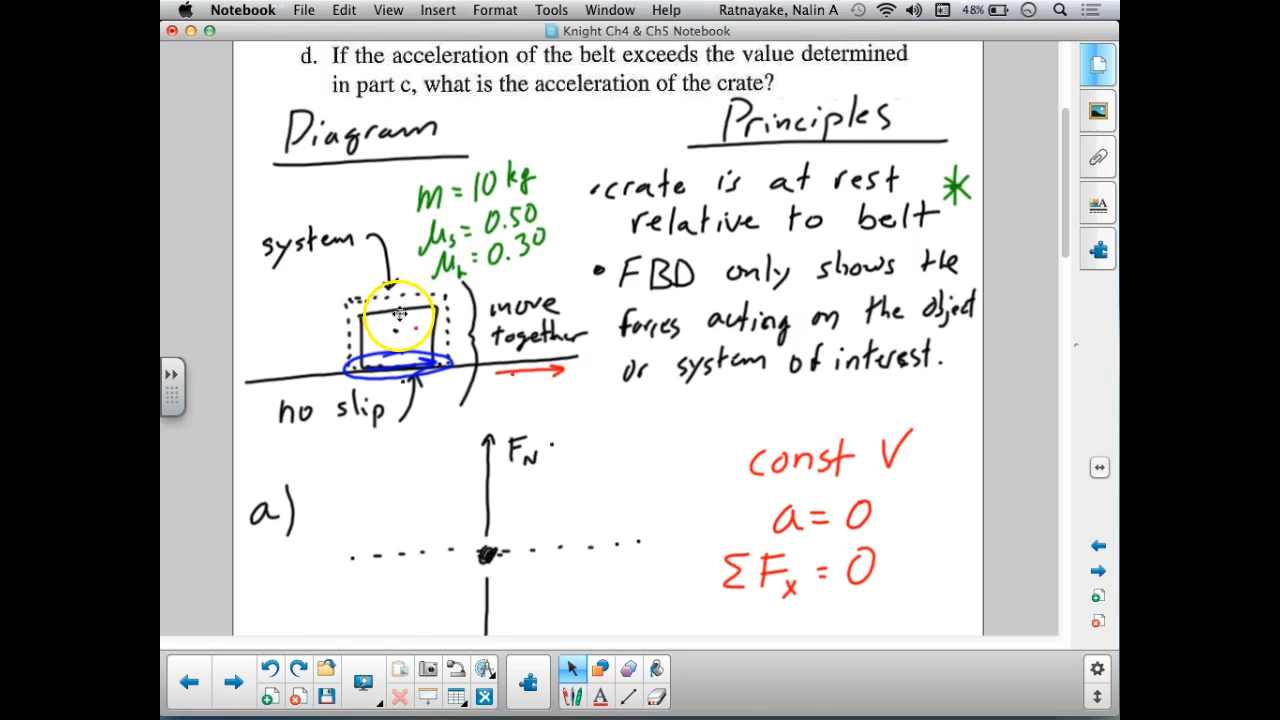 Notebook File Edit View Insert Format Tools Window Help Ratnayake, Nalin A 48%
Knight Ch4 & Ch5 Notebook
d. If the acceleration of the belt exceeds the value determined
in part c, what is the acceleration of the crate?
Diagram
m = 10 kg
μs = 0.50
μk = 0.30
system
move
together
no slip
Principles
• crate is at rest *
relative to belt
• FBD only shows the
forces acting on the object
or system of interest.
a)
FN
const V
a = 0
ΣFx = 0